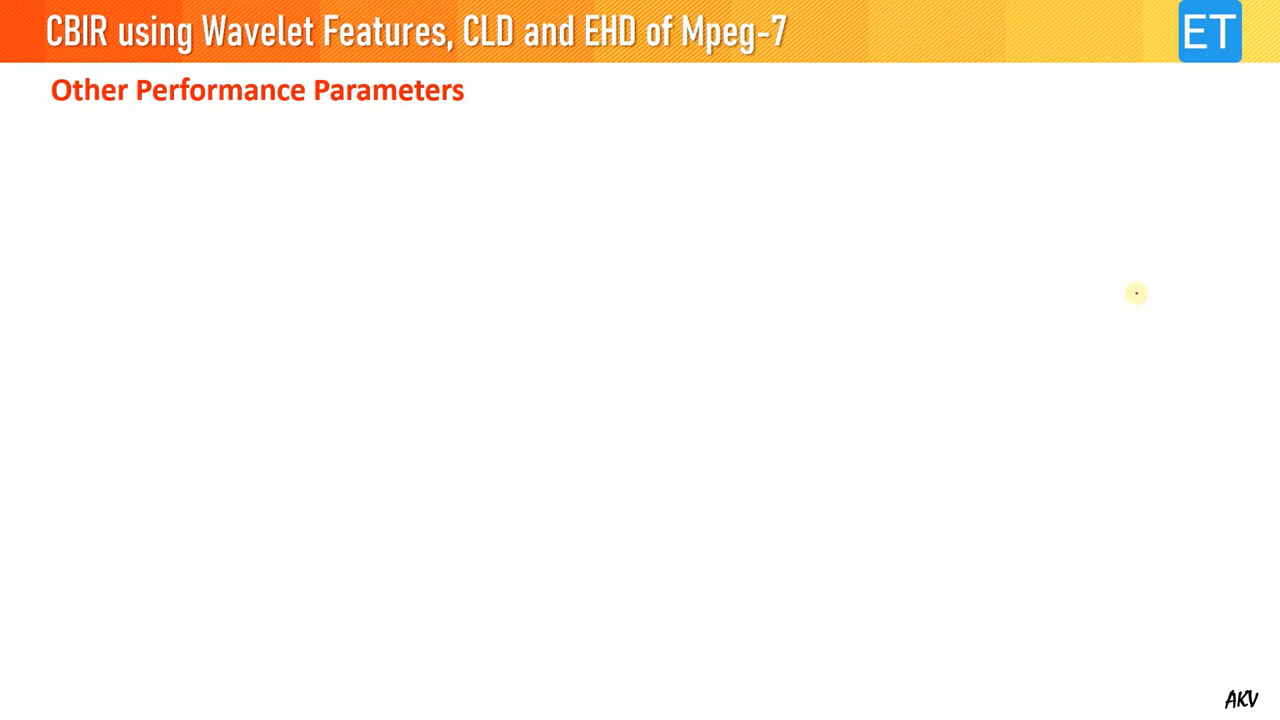 CBIR using Wavelet Features, CLD and EHD of Mpeg-7
ET
Other Performance Parameters
AKV